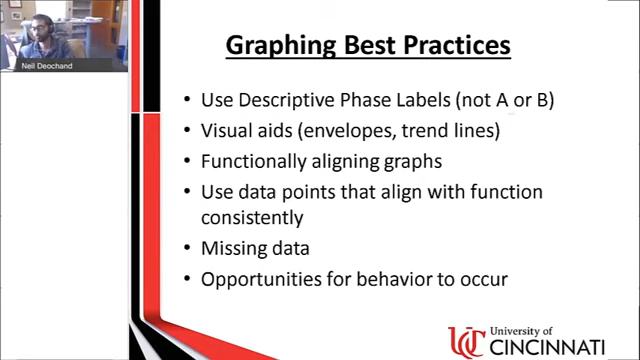 Graphing Best Practices
Neil Deochand
• Use Descriptive Phase Labels (not A or B)
• Visual aids (envelopes, trend lines)
• Functionally aligning graphs
• Use data points that align with function
consistently
• Missing data
• Opportunities for behavior to occur
UC
University of
CINCINNATI